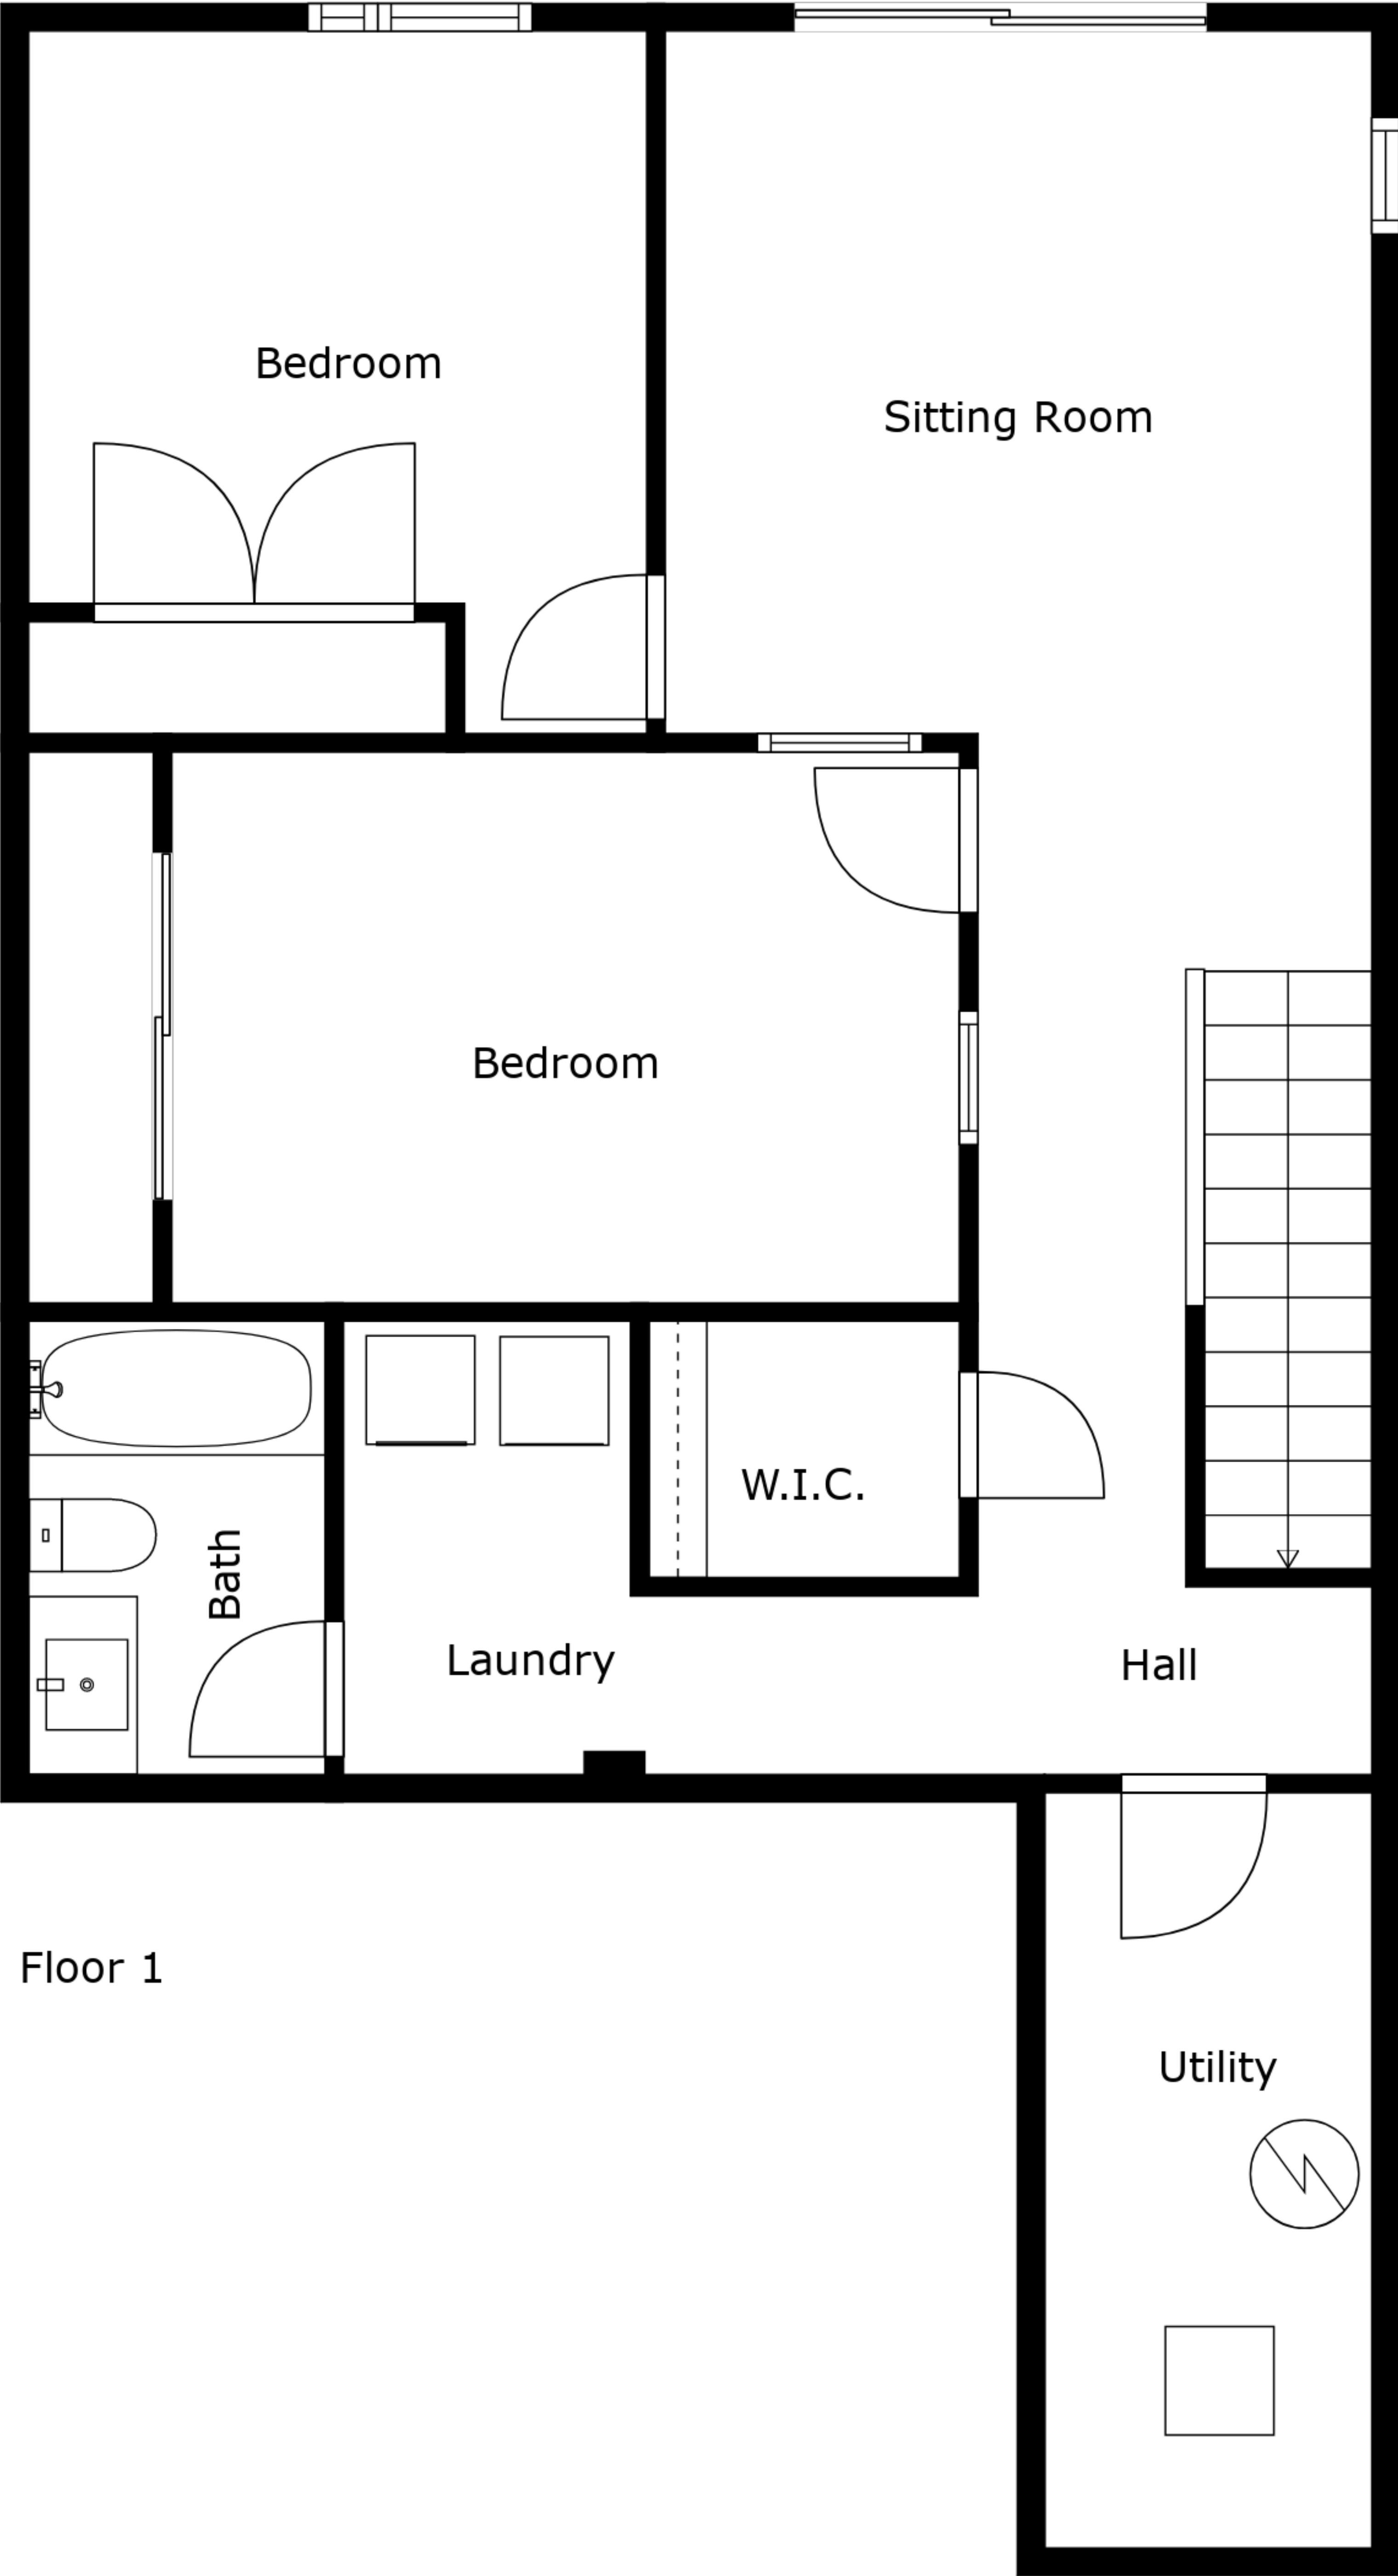 Bedroom
Sitting Room
Bedroom
W.I.C.
Bath
Laundry
Hall
Floor 1
Utility